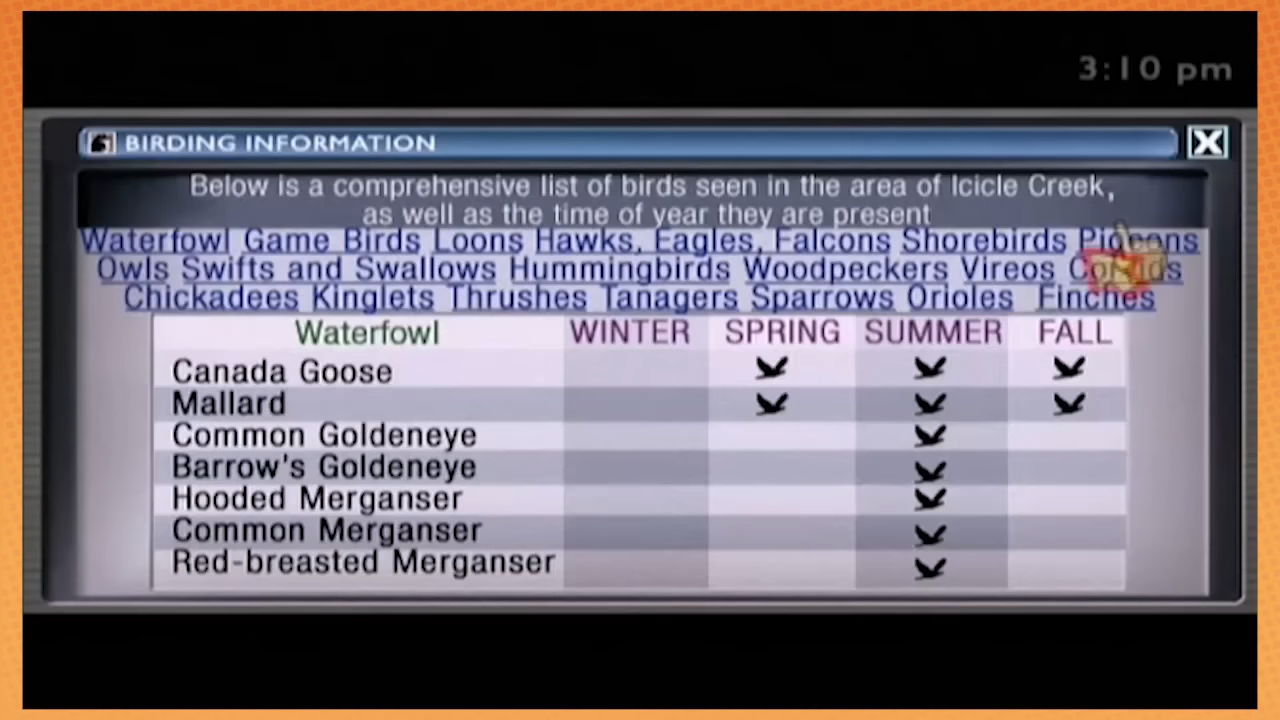 3:10 pm
BIRDING INFORMATION
Below is a comprehensive list of birds seen in the area of Icicle Creek,
as well as the time of year they are present
Waterfowl Game Birds Loons Hawks, Eagles, Falcons Shorebirds Pigeons
Owls Swifts and Swallows Hummingbirds Woodpeckers Vireos Corvids
Chickadees Kinglets Thrushes Tanagers Sparrows Orioles Finches
Waterfowl WINTER SPRING SUMMER FALL
Canada Goose
Mallard
Common Goldeneye
Barrow's Goldeneye
Hooded Merganser
Common Merganser
Red-breasted Merganser